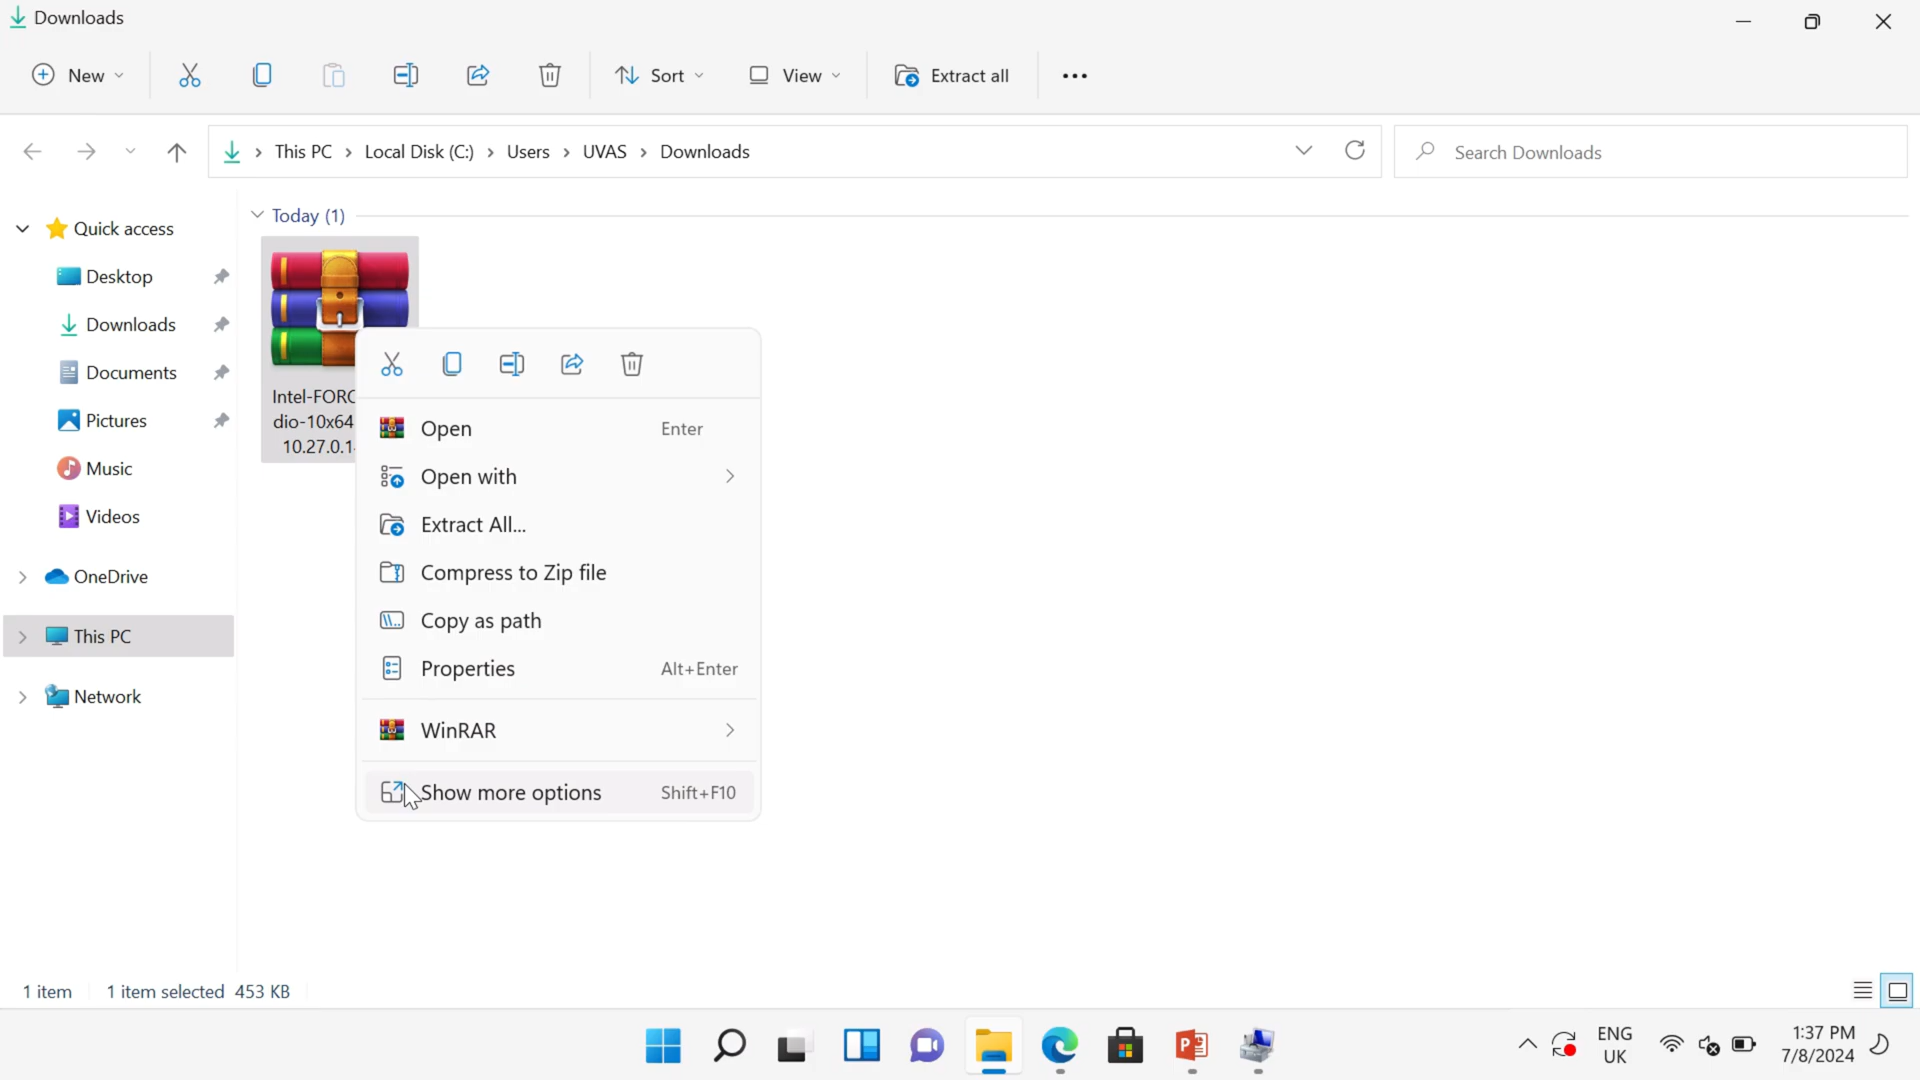 Downloads
New
Sort
View
Extract all
This PC
Local Disk (C:)
Users
UVAS
Downloads
Search Downloads
Quick access
Desktop
Downloads
Documents
Pictures
Music
Videos
OneDrive
This PC
Network
Today (1)
Intel-FORC
dio-10x64
10.27.0.1
Open Enter
Open with
Extract All...
Compress to Zip file
Copy as path
Properties Alt+Enter
WinRAR
Show more options Shift+F10
1 item 1 item selected 453 KB
ENG
UK
1:37 PM
7/8/2024